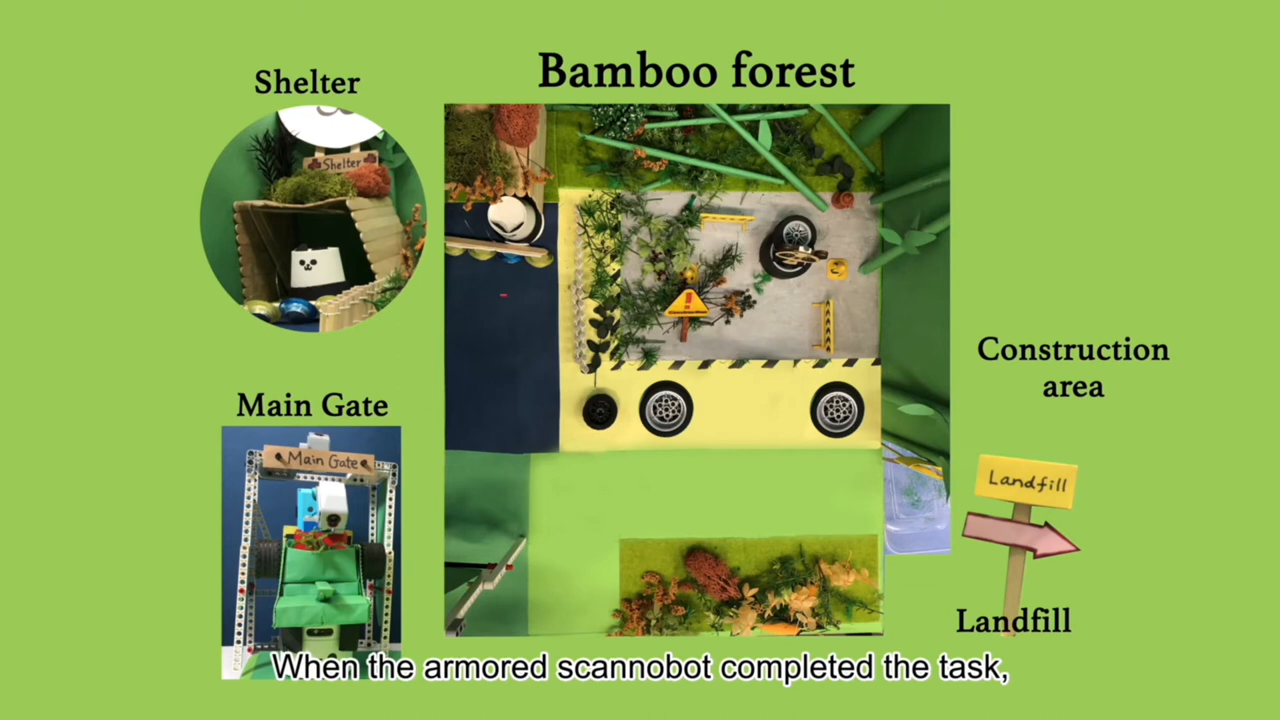 Bamboo forest
Shelter
Shelter
Construction
area
Main Gate
Main Gate
Landfill
Landfill
When the armored scannobot completed the task,